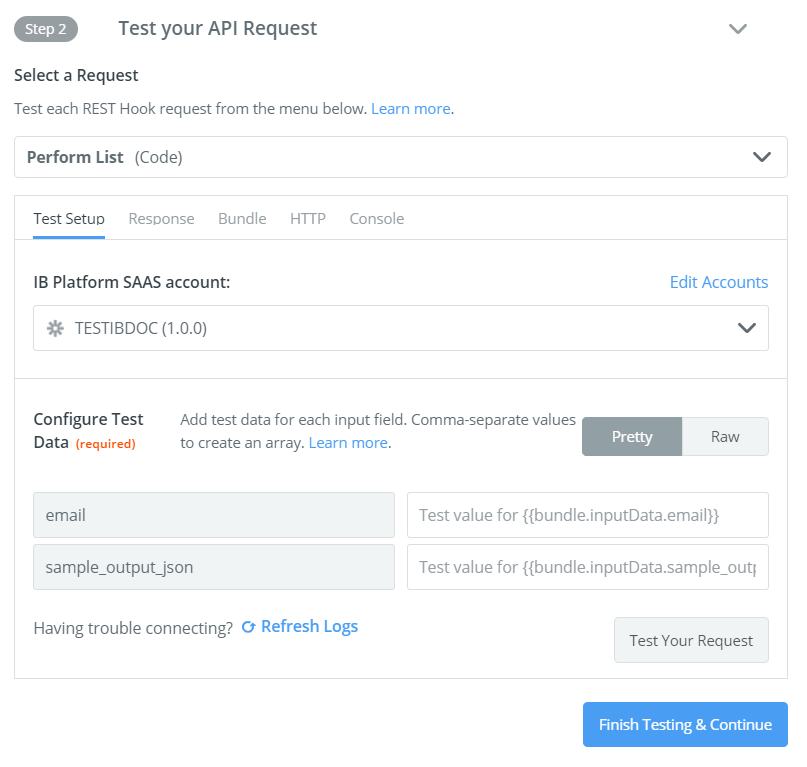 Step 2 Test your API Request
Select a Request
Test each REST Hook request from the menu below. Learn more.
Perform List (Code)
Test Setup Response Bundle HTTP Console
IB Platform SAAS account: Edit Accounts
TESTIBDOC (1.0.0)
Configure Test
Data (required)
Add test data for each input field. Comma-separate values
to create an array. Learn more.
Pretty Raw
email Test value for {{bundle.inputData.email}}
sample_output_json Test value for {{bundle.inputData.sample_outp
Having trouble connecting? Refresh Logs
Test Your Request
Finish Testing & Continue